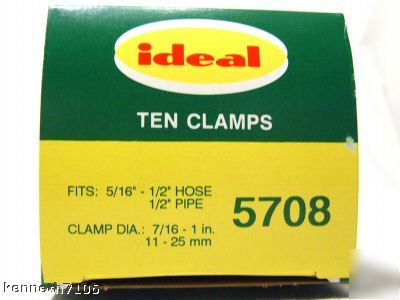 ideal
TEN CLAMPS
FITS: 5/16" - 1/2" HOSE
1/2" PIPE
5708
CLAMP DIA.: 7/16 - 1 in.
11 - 25 mm
kenneth7106